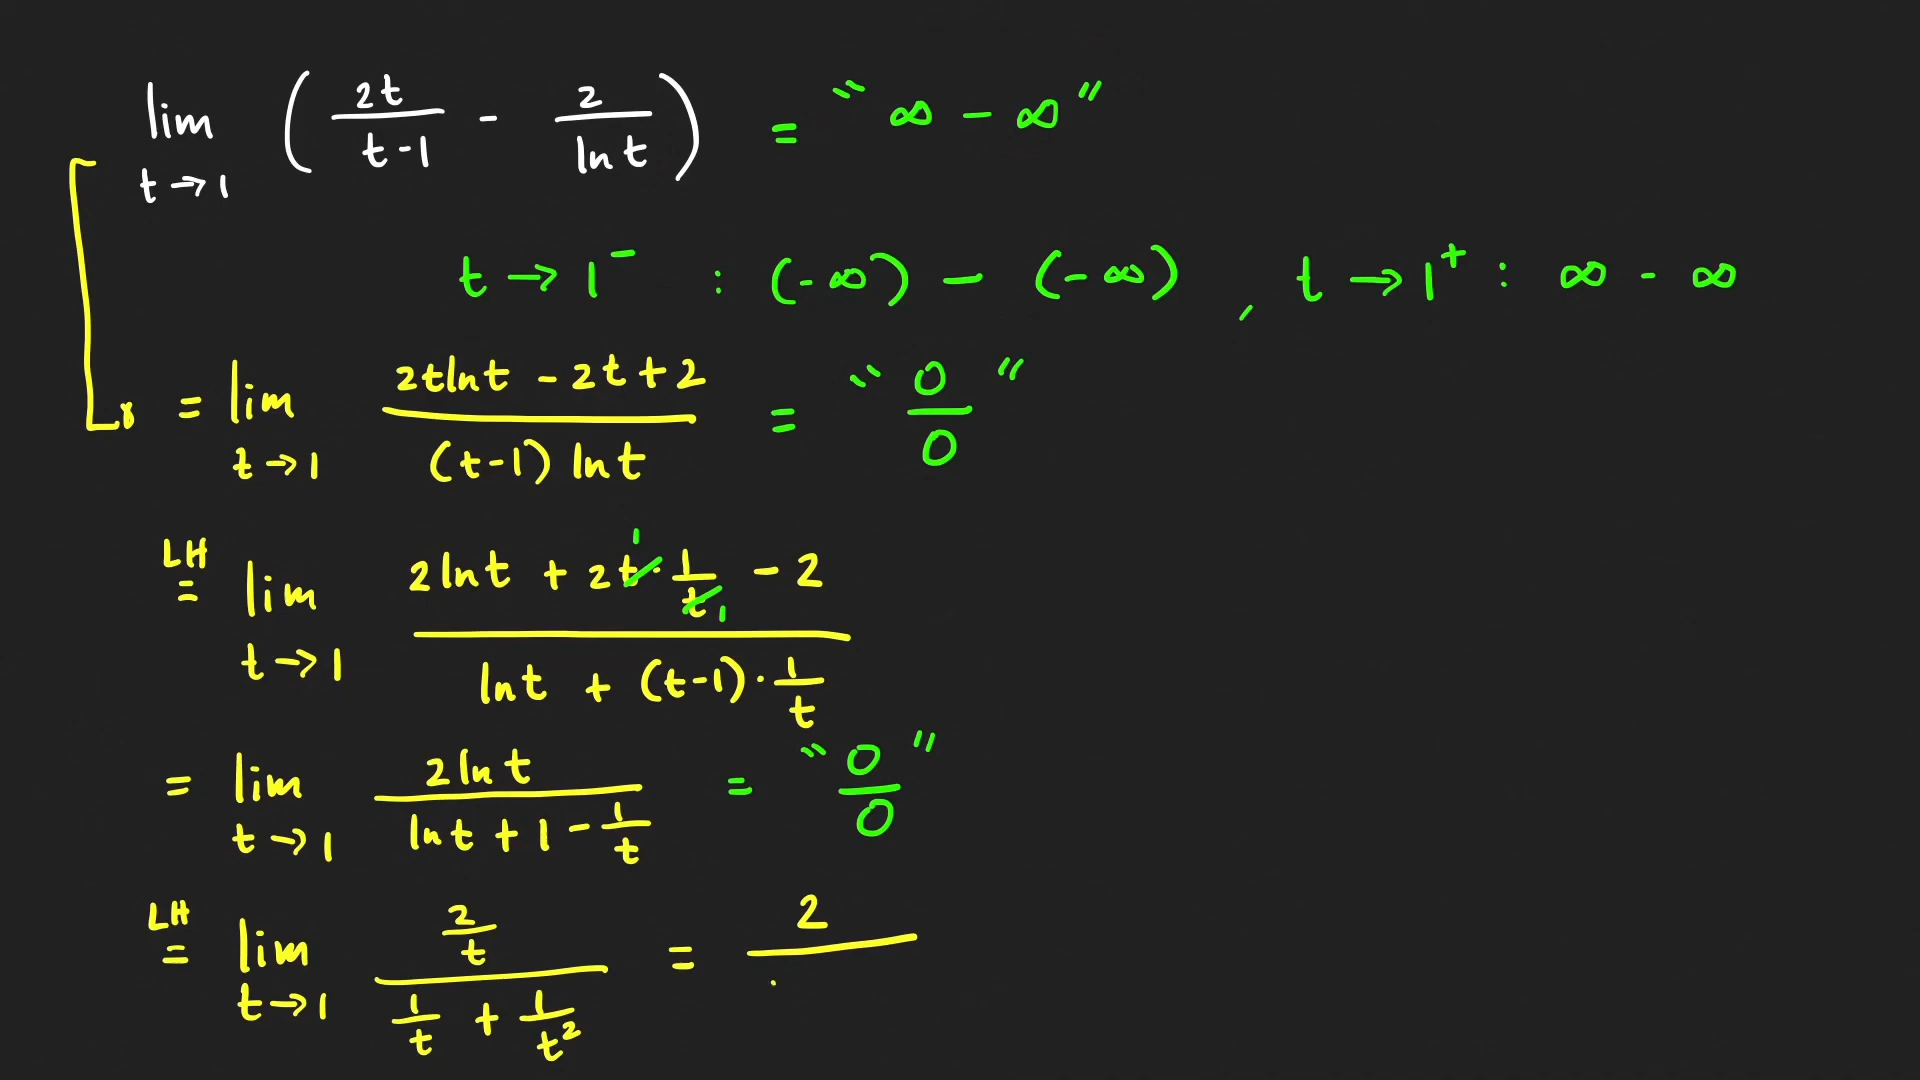 lim t→1 ( 2t/(t-1) - 2/ln t ) = " ∞ - ∞ "
t → 1⁻ : (-∞) - (-∞) , t → 1⁺ : ∞ - ∞
= lim t→1 (2t ln t - 2t + 2)/((t-1) ln t) = " 0/0 "
LH = lim t→1 (2 ln t + 2t · 1/t - 2)/(ln t + (t-1) · 1/t) 1 1
= lim t→1 (2 ln t)/(ln t + 1 - 1/t) = " 0/0 "
LH = lim t→1 (2/t)/(1/t + 1/t²) = 2/